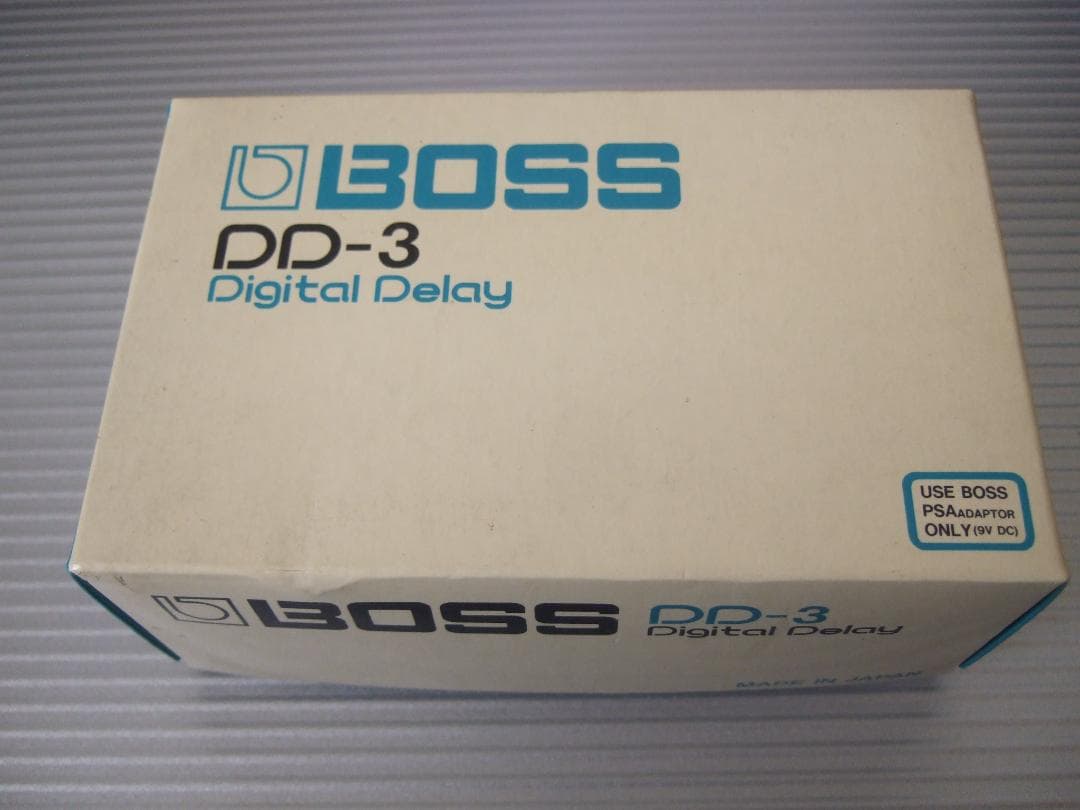 BOSS
DD-3
Digital Delay
USE BOSS
PSA ADAPTOR
ONLY (9V DC)
BOSS DD-3
Digital Delay
MADE IN JAPAN